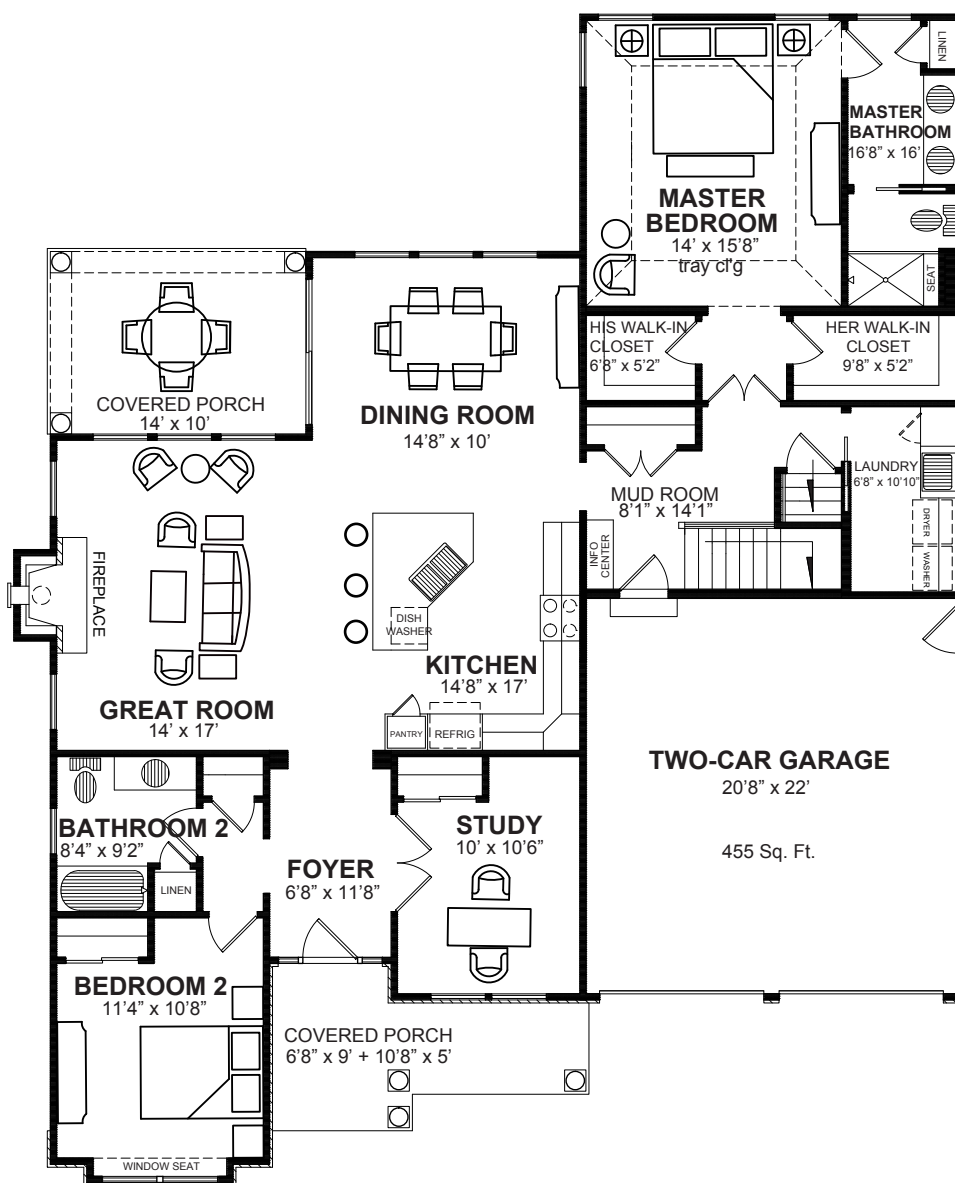 LINEN
MASTER
BATHROOM
16'8" x 16'
MASTER
BEDROOM
14' x 15'8"
tray cl'g
SEAT
HIS WALK-IN
CLOSET
6'8" x 5'2"
HER WALK-IN
CLOSET
9'8" x 5'2"
COVERED PORCH
14' x 10'
DINING ROOM
14'8" x 10'
MUD ROOM
8'1" x 14'1"
LAUNDRY
6'8" x 10'10"
DRYER
WASHER
INFO
CENTER
FIREPLACE
DISH
WASHER
KITCHEN
14'8" x 17'
PANTRY
REFRIG
GREAT ROOM
14' x 17'
TWO-CAR GARAGE
20'8" x 22'
455 Sq. Ft.
BATHROOM 2
8'4" x 9'2"
LINEN
STUDY
10' x 10'6"
FOYER
6'8" x 11'8"
BEDROOM 2
11'4" x 10'8"
COVERED PORCH
6'8" x 9' + 10'8" x 5'
WINDOW SEAT